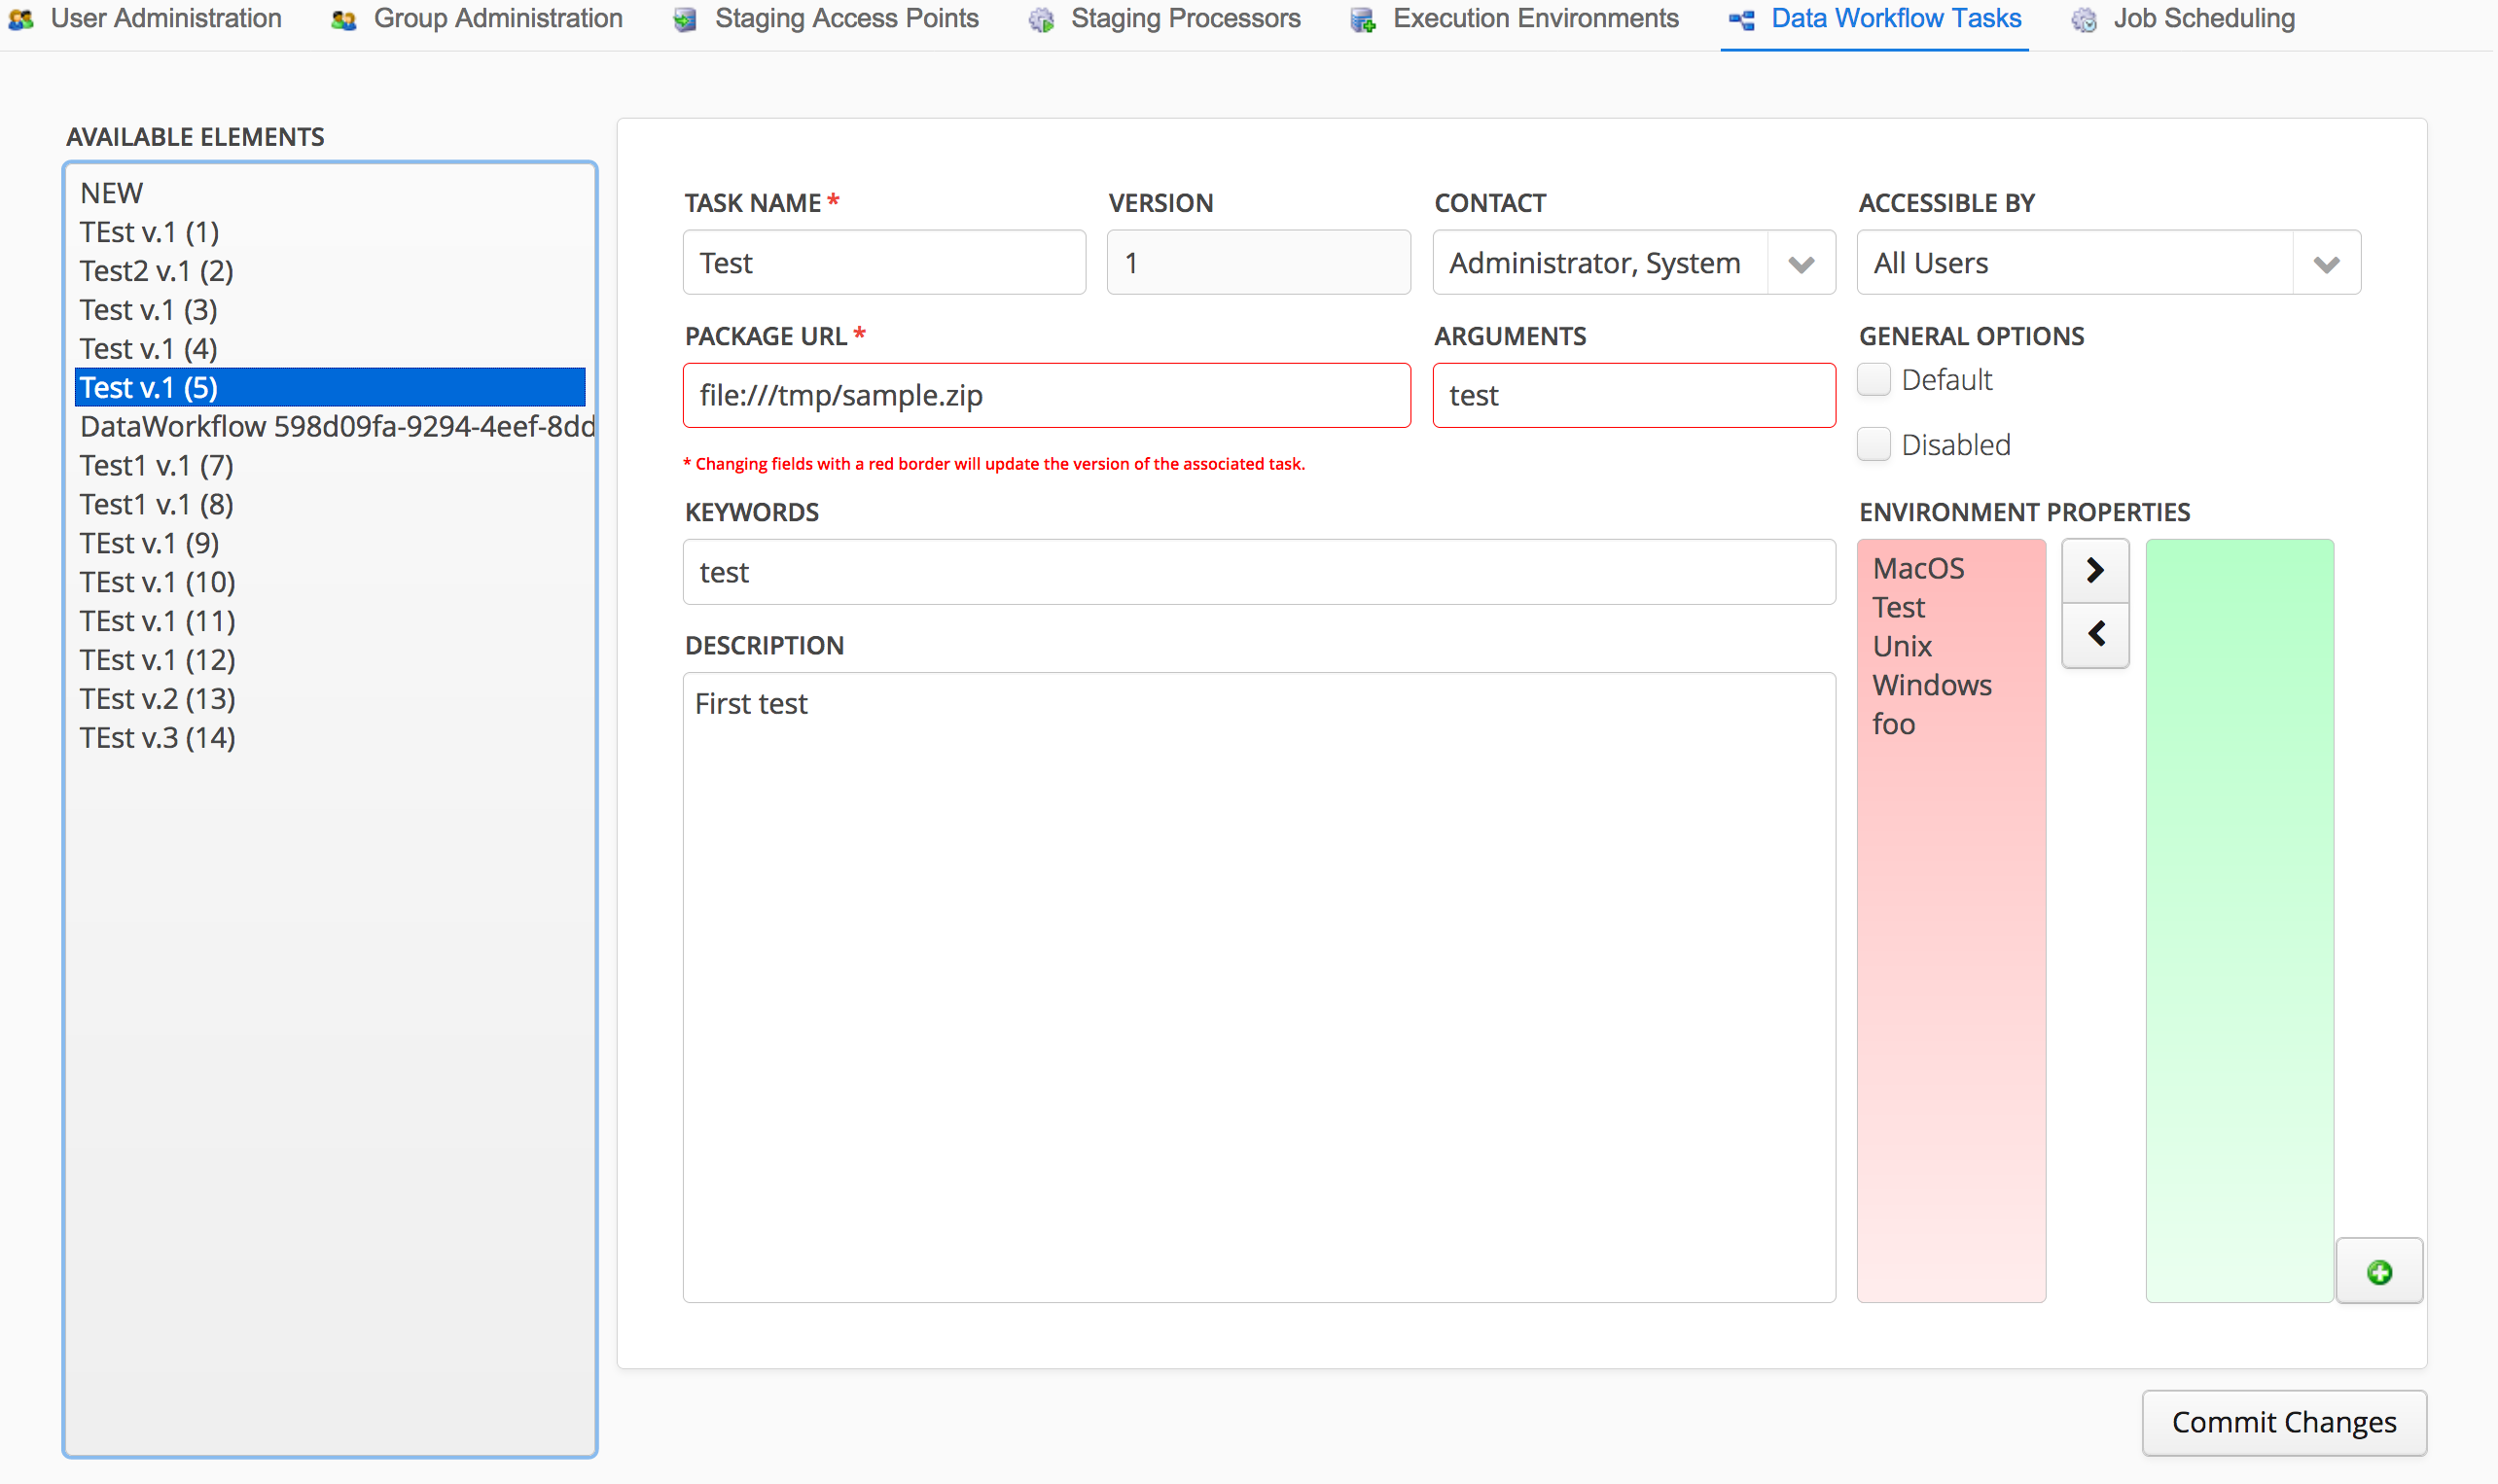 User Administration
Group Administration
Staging Access Points
Staging Processors
Execution Environments
Data Workflow Tasks
Job Scheduling
AVAILABLE ELEMENTS
NEW
TEst v.1 (1)
Test2 v.1 (2)
Test v.1 (3)
Test v.1 (4)
Test v.1 (5)
DataWorkflow 598d09fa-9294-4eef-8dd
Test1 v.1 (7)
Test1 v.1 (8)
TEst v.1 (9)
TEst v.1 (10)
TEst v.1 (11)
TEst v.1 (12)
TEst v.2 (13)
TEst v.3 (14)
TASK NAME *
Test
VERSION
1
CONTACT
Administrator, System
ACCESSIBLE BY
All Users
PACKAGE URL *
file:///tmp/sample.zip
ARGUMENTS
test
GENERAL OPTIONS
Default
Disabled
* Changing fields with a red border will update the version of the associated task.
KEYWORDS
test
DESCRIPTION
First test
ENVIRONMENT PROPERTIES
MacOS
Test
Unix
Windows
foo
Commit Changes